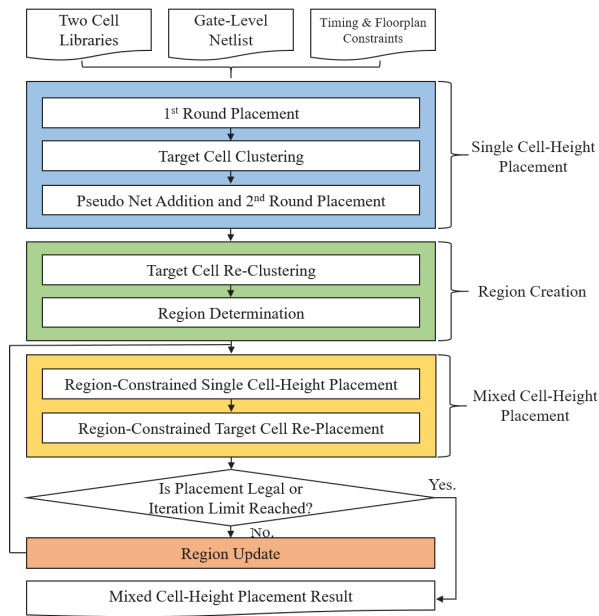 Two Cell
Libraries
Gate-Level
Netlist
Timing & Floorplan
Constraints
1st Round Placement
Target Cell Clustering
Pseudo Net Addition and 2nd Round Placement
Single Cell-Height
Placement
Target Cell Re-Clustering
Region Determination
Region Creation
Region-Constrained Single Cell-Height Placement
Region-Constrained Target Cell Re-Placement
Mixed Cell-Height
Placement
Is Placement Legal or
Iteration Limit Reached?
Yes.
No.
Region Update
Mixed Cell-Height Placement Result